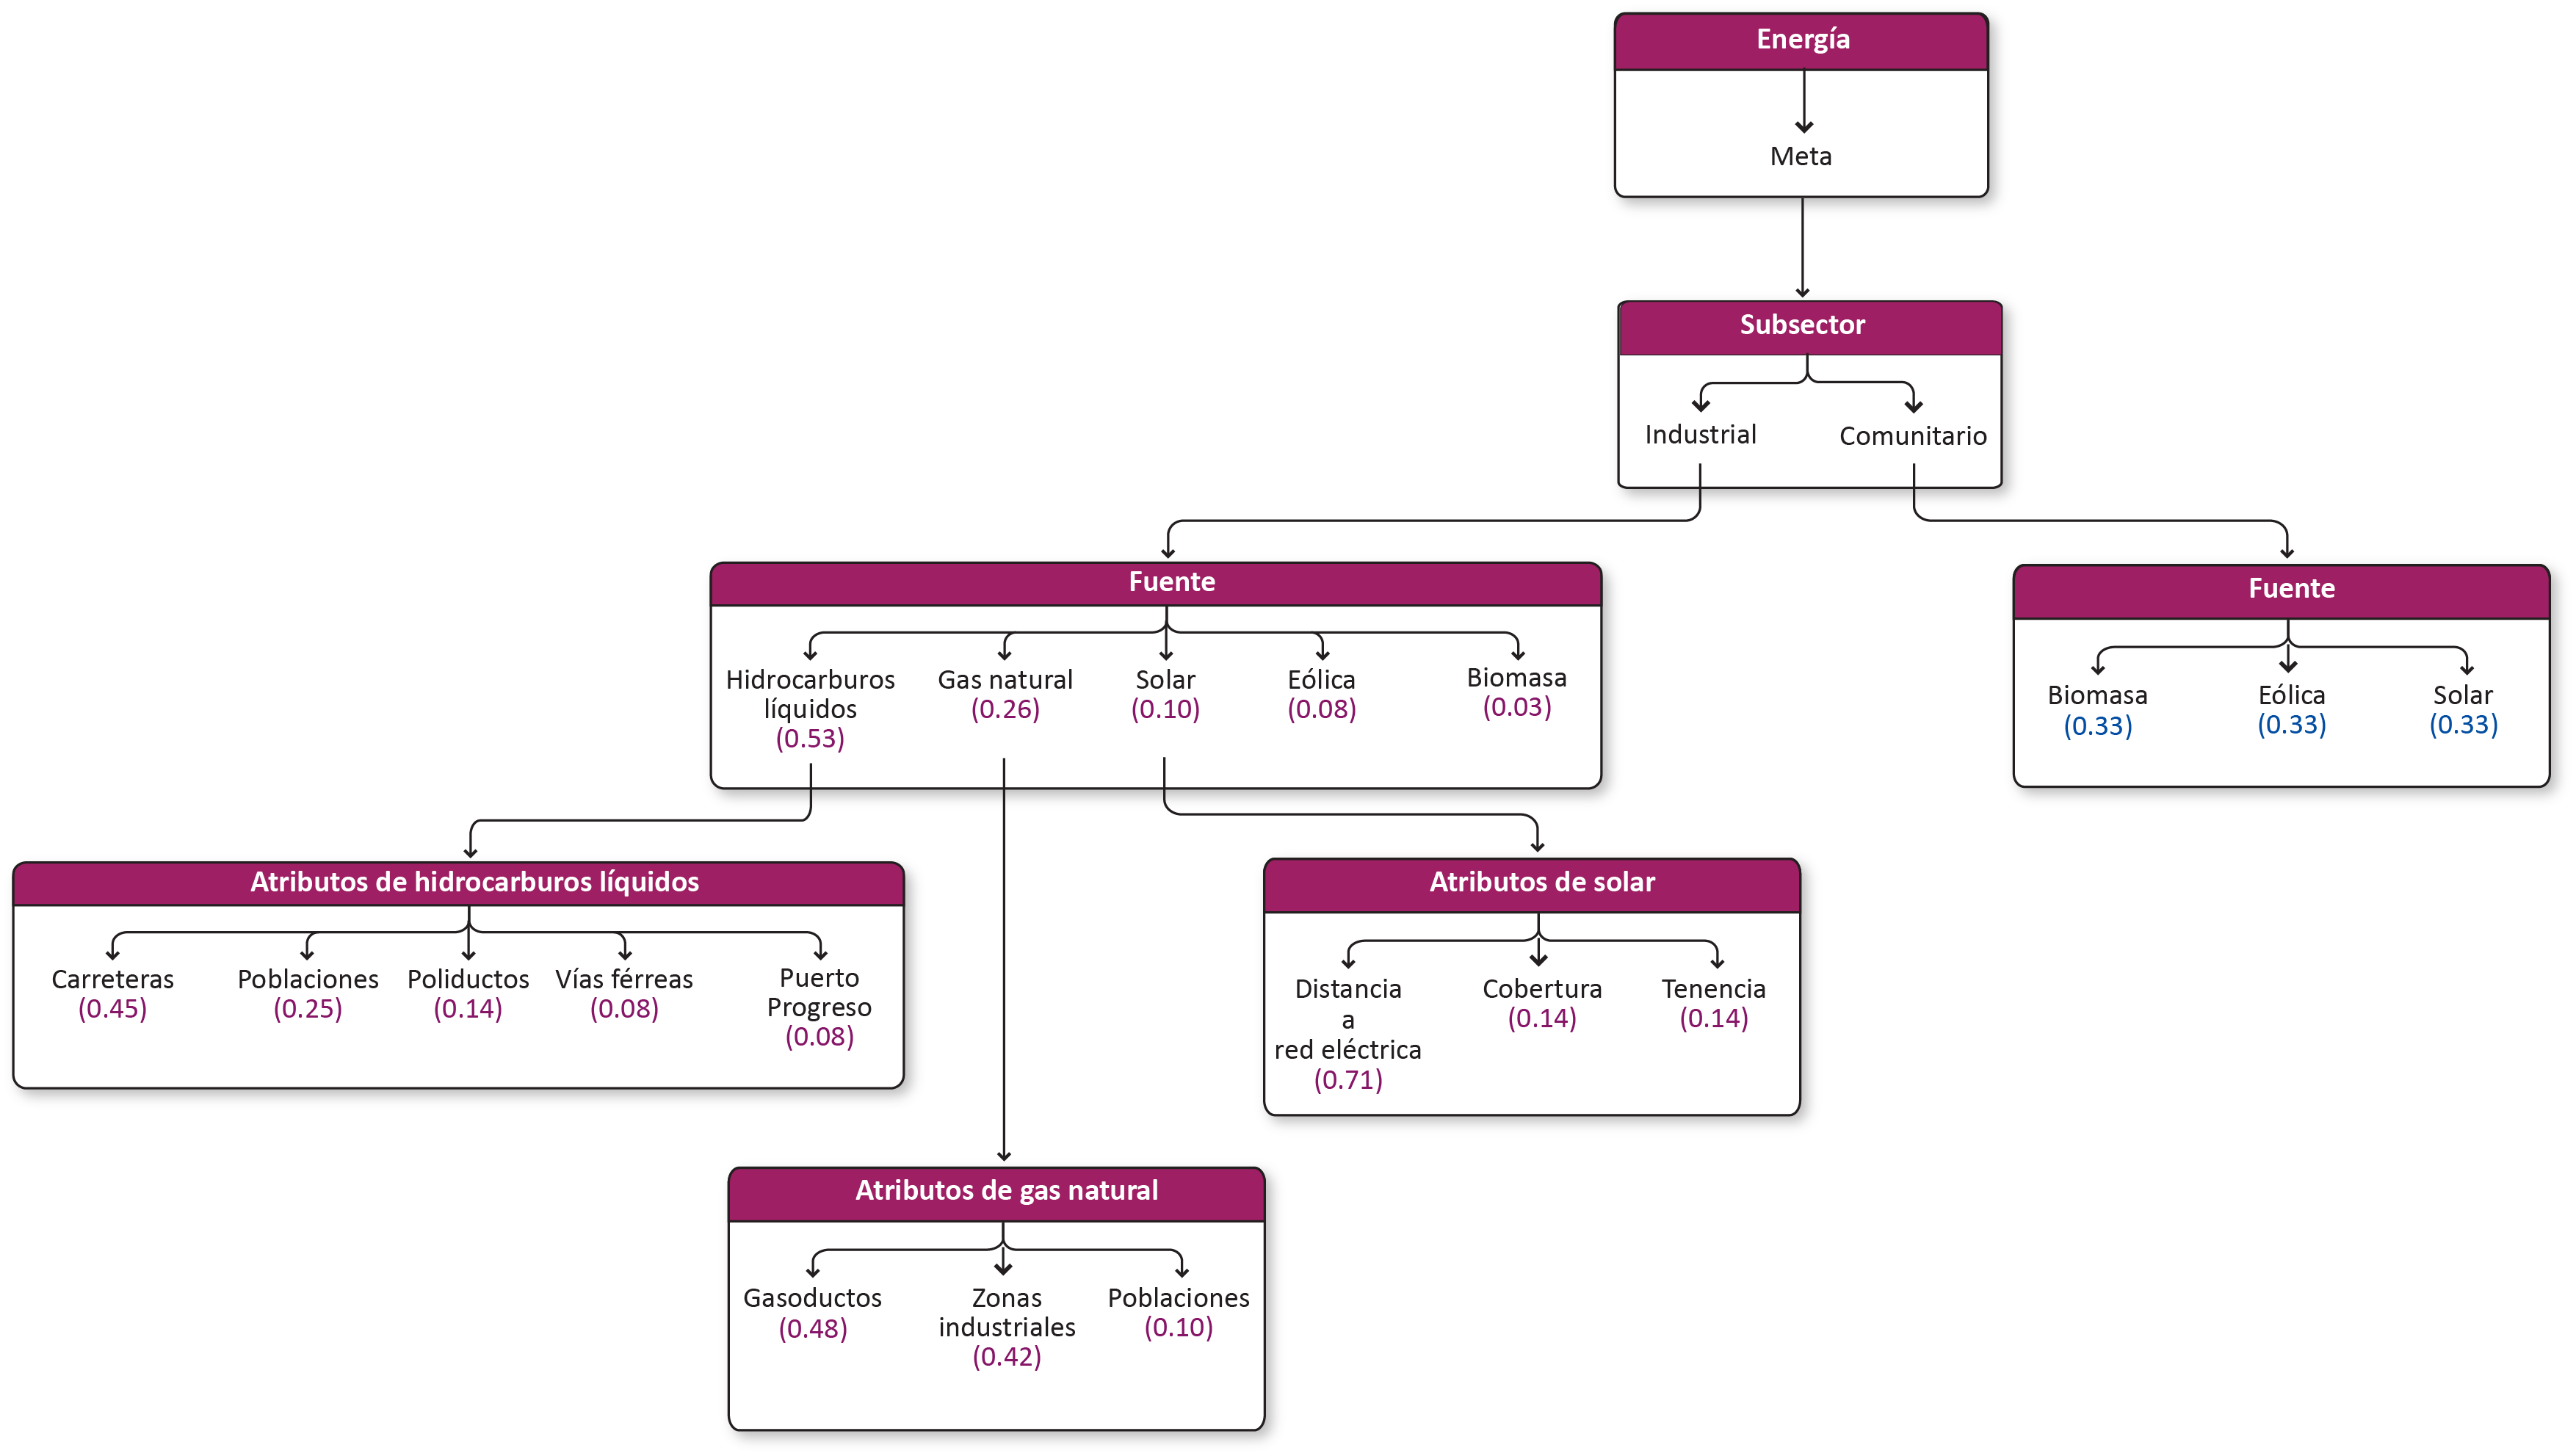 Energía
Meta
Subsector
Industrial
Comunitario
Fuente
Hidrocarburos
líquidos
(0.53)
Gas natural
(0.26)
Solar
(0.10)
Eólica
(0.08)
Biomasa
(0.03)
Fuente
Biomasa
(0.33)
Eólica
(0.33)
Solar
(0.33)
Atributos de hidrocarburos líquidos
Carreteras
(0.45)
Poblaciones
(0.25)
Poliductos
(0.14)
Vías férreas
(0.08)
Puerto
Progreso
(0.08)
Atributos de solar
Distancia
a
red eléctrica
(0.71)
Cobertura
(0.14)
Tenencia
(0.14)
Atributos de gas natural
Gasoductos
(0.48)
Zonas
industriales
(0.42)
Poblaciones
(0.10)